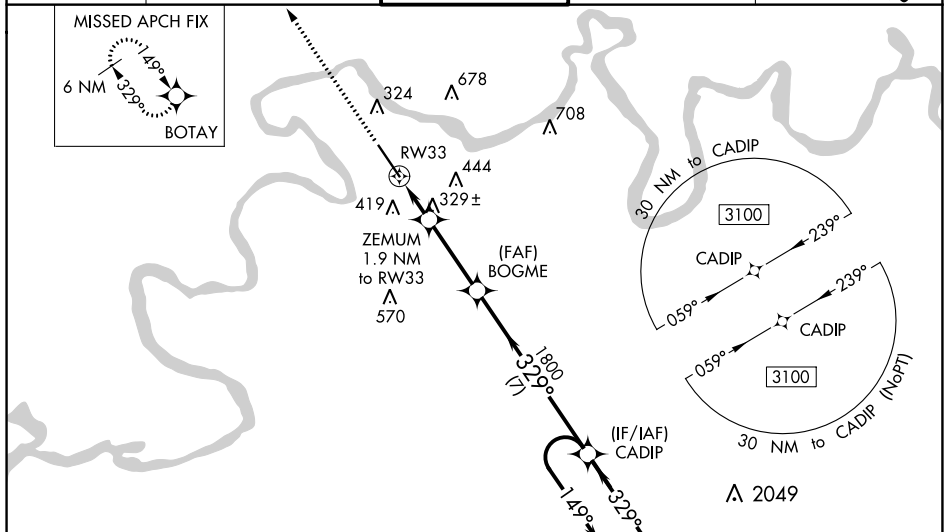 MISSED APCH FIX
6 NM
149°
329°
BOTAY
324
678
708
RW33
444
419
329±
ZEMUM
1.9 NM
to RW33
570
(FAF)
BOGME
1800
329°
(7)
(IF/IAF)
CADIP
149°
329°
30 NM to CADIP
3100
239°
CADIP
059°
239°
CADIP
059°
3100
30 NM to CADIP (NoPT)
2049